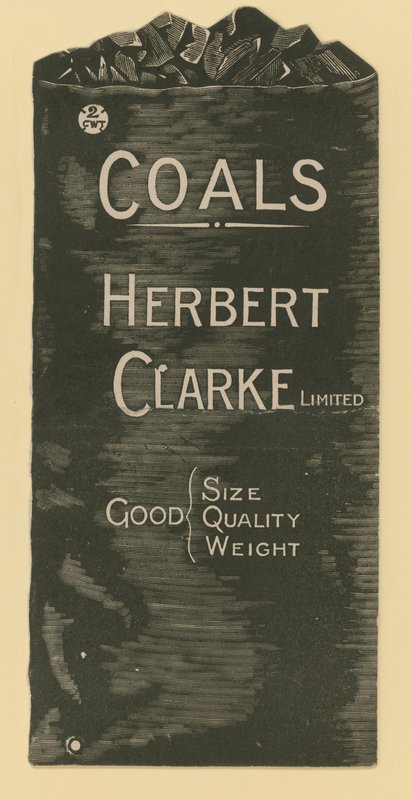 2
CWT
COALS
HERBERT
CLARKE LIMITED
GOOD { SIZE
QUALITY
WEIGHT